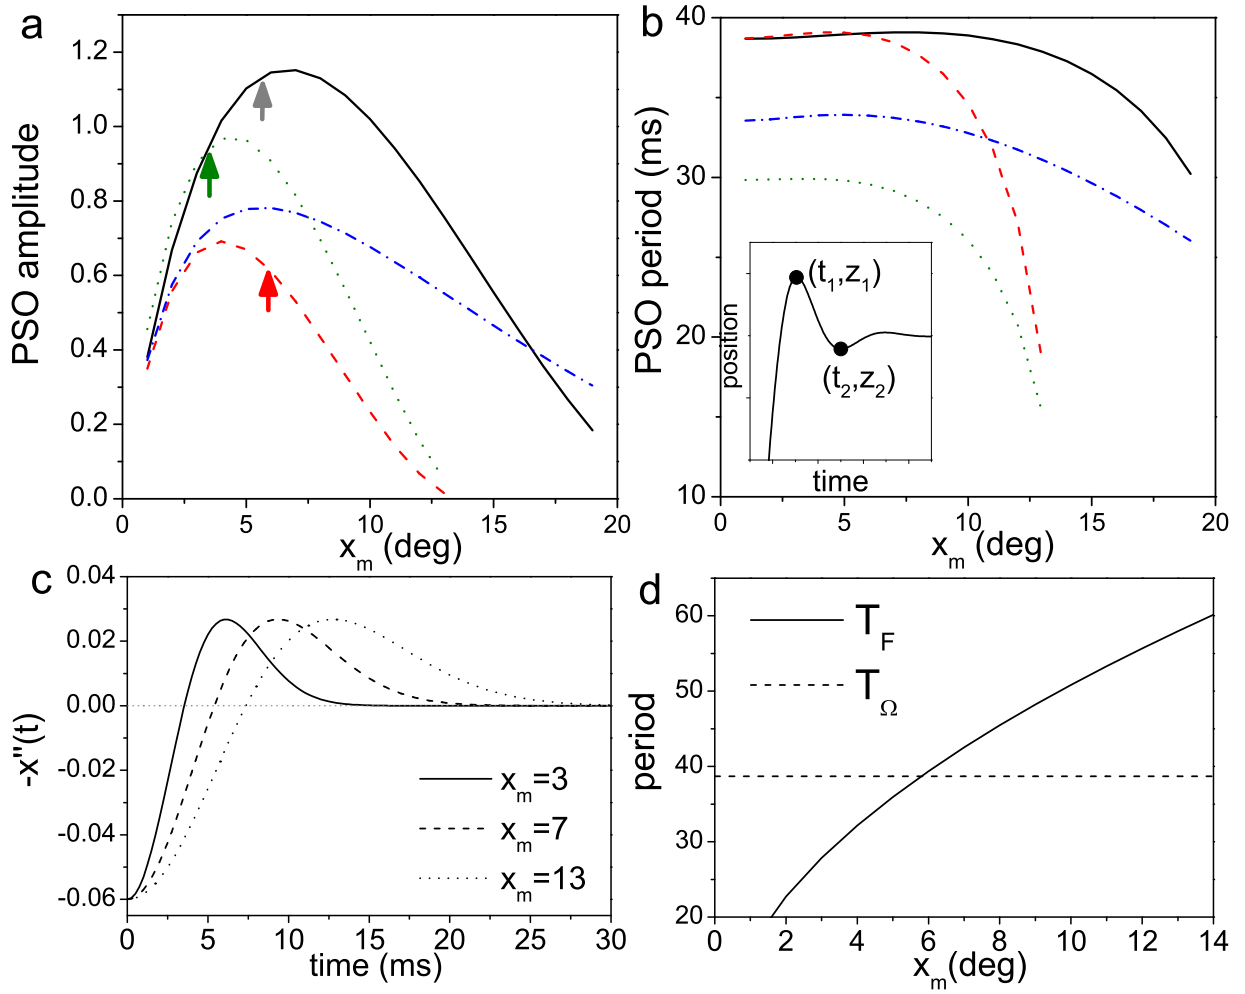 a
PSO amplitude
1.2
1.0
0.8
0.6
0.4
0.2
0.0
0
5
10
15
20
x_m (deg)
b
PSO period (ms)
40
30
20
10
0
5
10
15
20
x_m (deg)
position
(t_1,z_1)
(t_2,z_2)
time
c
-x''(t)
0.04
0.02
0.00
-0.02
-0.04
-0.06
0
5
10
15
20
25
30
time (ms)
x_m=3
x_m=7
x_m=13
d
period
60
50
40
30
20
0
2
4
6
8
10
12
14
x_m(deg)
T_F
T_Ω